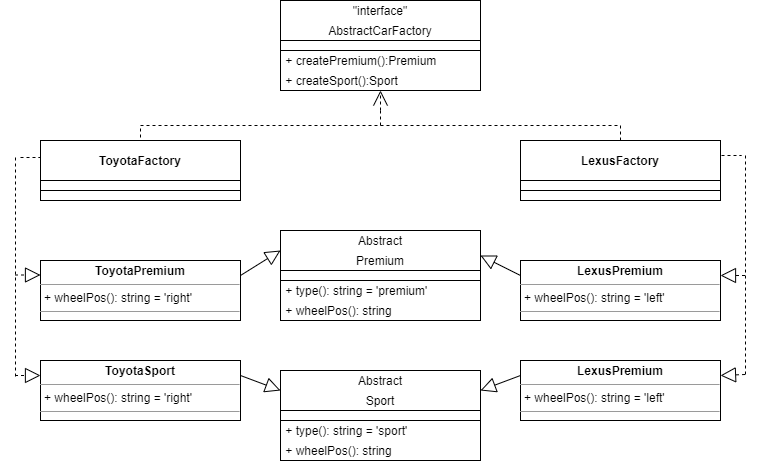 "interface"
AbstractCarFactory
+ createPremium():Premium
+ createSport():Sport
ToyotaFactory
LexusFactory
ToyotaPremium
+ wheelPos(): string = 'right'
Abstract
Premium
+ type(): string = 'premium'
+ wheelPos(): string
LexusPremium
+ wheelPos(): string = 'left'
ToyotaSport
+ wheelPos(): string = 'right'
Abstract
Sport
+ type(): string = 'sport'
+ wheelPos(): string
LexusPremium
+ wheelPos(): string = 'left'